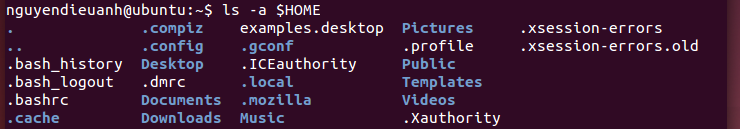 nguyendieuanh@ubuntu:~$ ls -a $HOME
. .compiz examples.desktop Pictures .xsession-errors
.. .config .gconf .profile .xsession-errors.old
.bash_history Desktop .ICEauthority Public
.bash_logout .dmrc .local Templates
.bashrc Documents .mozilla Videos
.cache Downloads Music .Xauthority